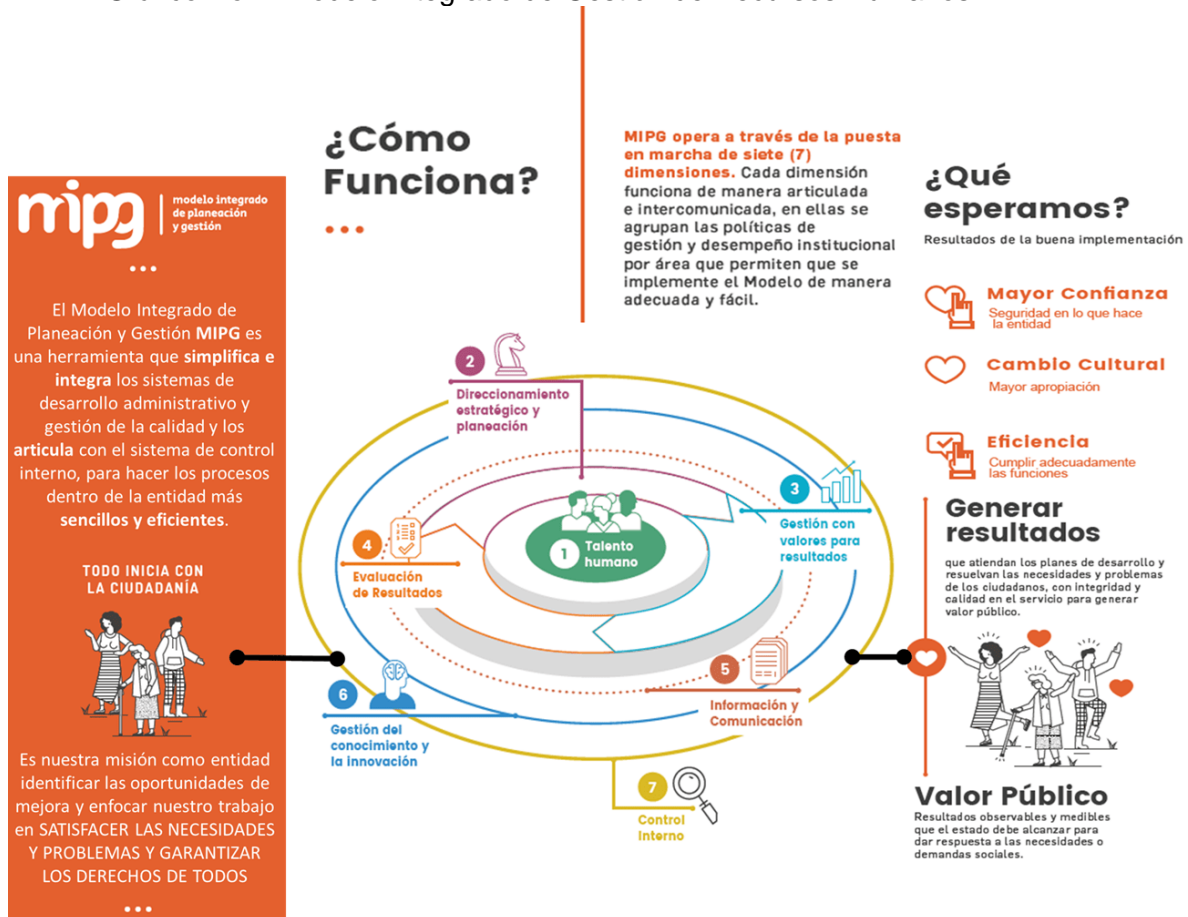 mipg
modelo integrado
de planeación
y gestión
El Modelo Integrado de
Planeación y Gestión MIPG es
una herramienta que simplifica e
integra los sistemas de
desarrollo administrativo y
gestión de la calidad y los
articula con el sistema de control
interno, para hacer los procesos
dentro de la entidad más
sencillos y eficientes.
TODO INICIA CON
LA CIUDADANÍA
Es nuestra misión como entidad
identificar las oportunidades de
mejora y enfocar nuestro trabajo
en SATISFACER LAS NECESIDADES
Y PROBLEMAS Y GARANTIZAR
LOS DERECHOS DE TODOS
¿Cómo
Funciona?
MIPG opera a través de la puesta
en marcha de siete (7)
dimensiones. Cada dimensión
funciona de manera articulada
e intercomunicada, en ellas se
agrupan las políticas de
gestión y desempeño institucional
por área que permiten que se
implemente el Modelo de manera
adecuada y fácil.
2
Direccionamiento
estratégico y
planeación
3
Gestión con
valores para
resultados
1
Talento
humano
4
Evaluación
de Resultados
5
Información y
Comunicación
6
Gestión del
conocimiento y
la innovación
7
Control
Interno
¿Qué
esperamos?
Resultados de la buena implementación
Mayor Confianza
Seguridad en lo que hace
la entidad
Cambio Cultural
Mayor apropiación
Eficiencia
Cumplir adecuadamente
las funciones
Generar
resultados
que atiendan los planes de desarrollo y
resuelvan las necesidades y problemas
de los ciudadanos, con integridad y
calidad en el servicio para generar
valor público.
Valor Público
Resultados observables y medibles
que el estado debe alcanzar para
dar respuesta a las necesidades o
demandas sociales.